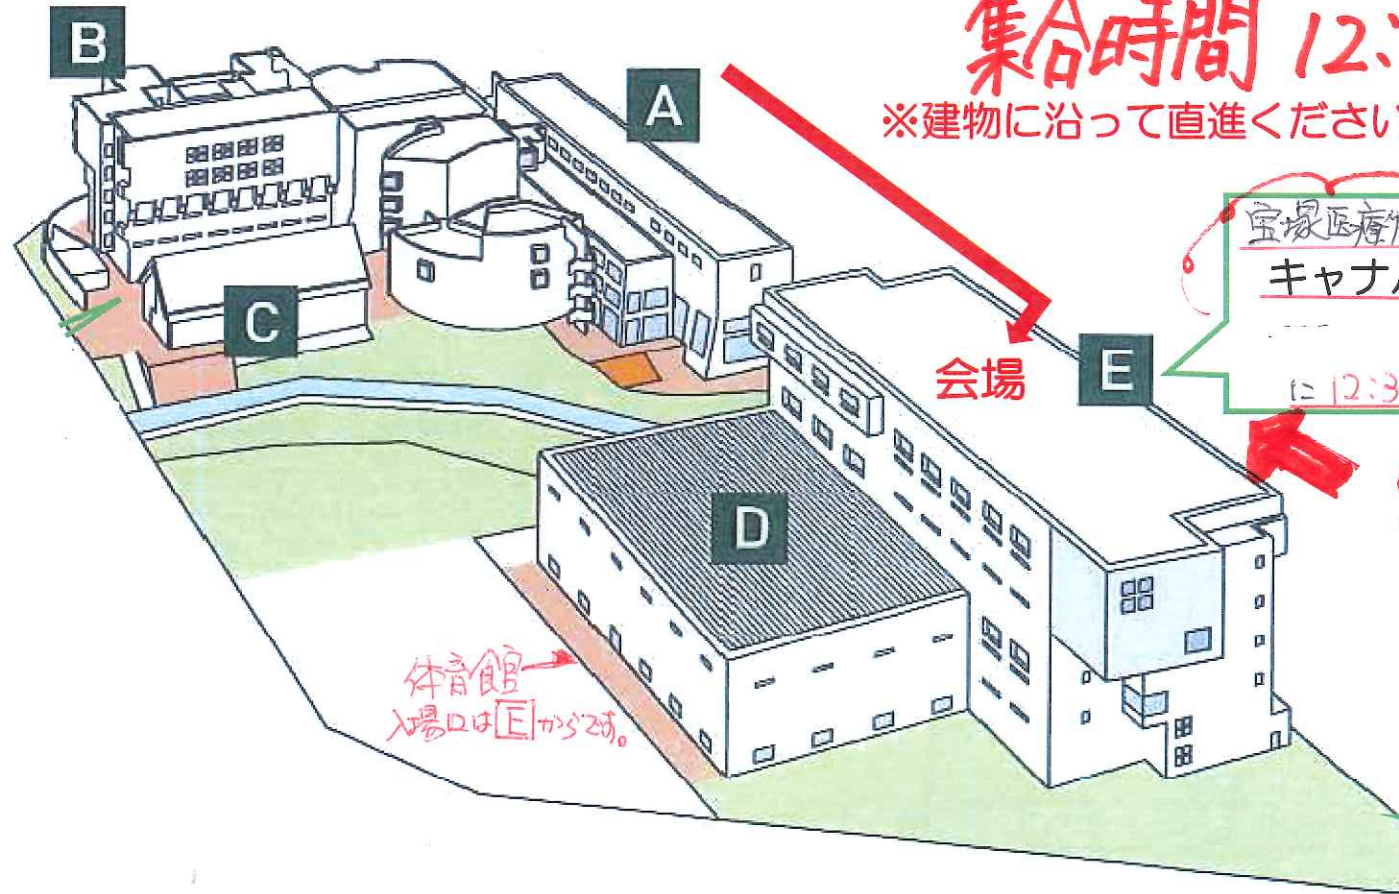 B
A
集合時間 12:
※建物に沿って直進ください
宝塚医療
キャナ
に 12:3
C
会場
E
D
体育館
入場口は E からです。